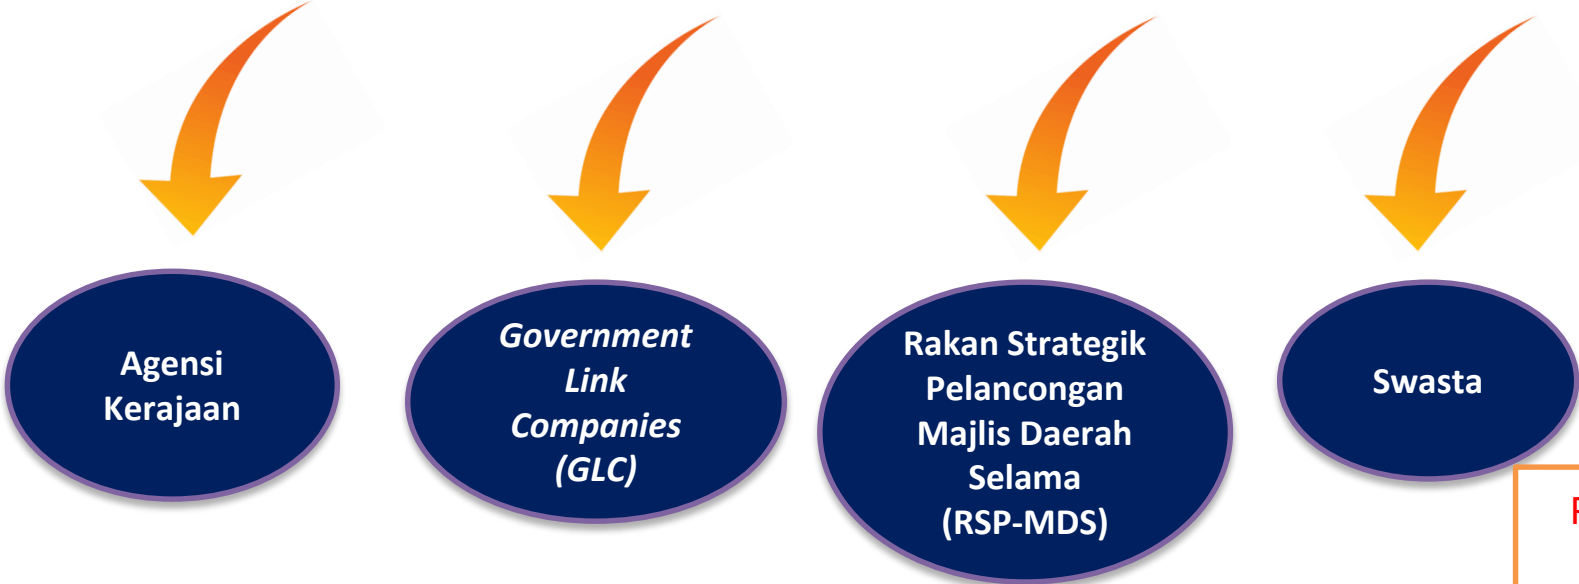 Agensi
Kerajaan
Government
Link
Companies
(GLC)
Rakan Strategik
Pelancongan
Majlis Daerah
Selama
(RSP-MDS)
Swasta